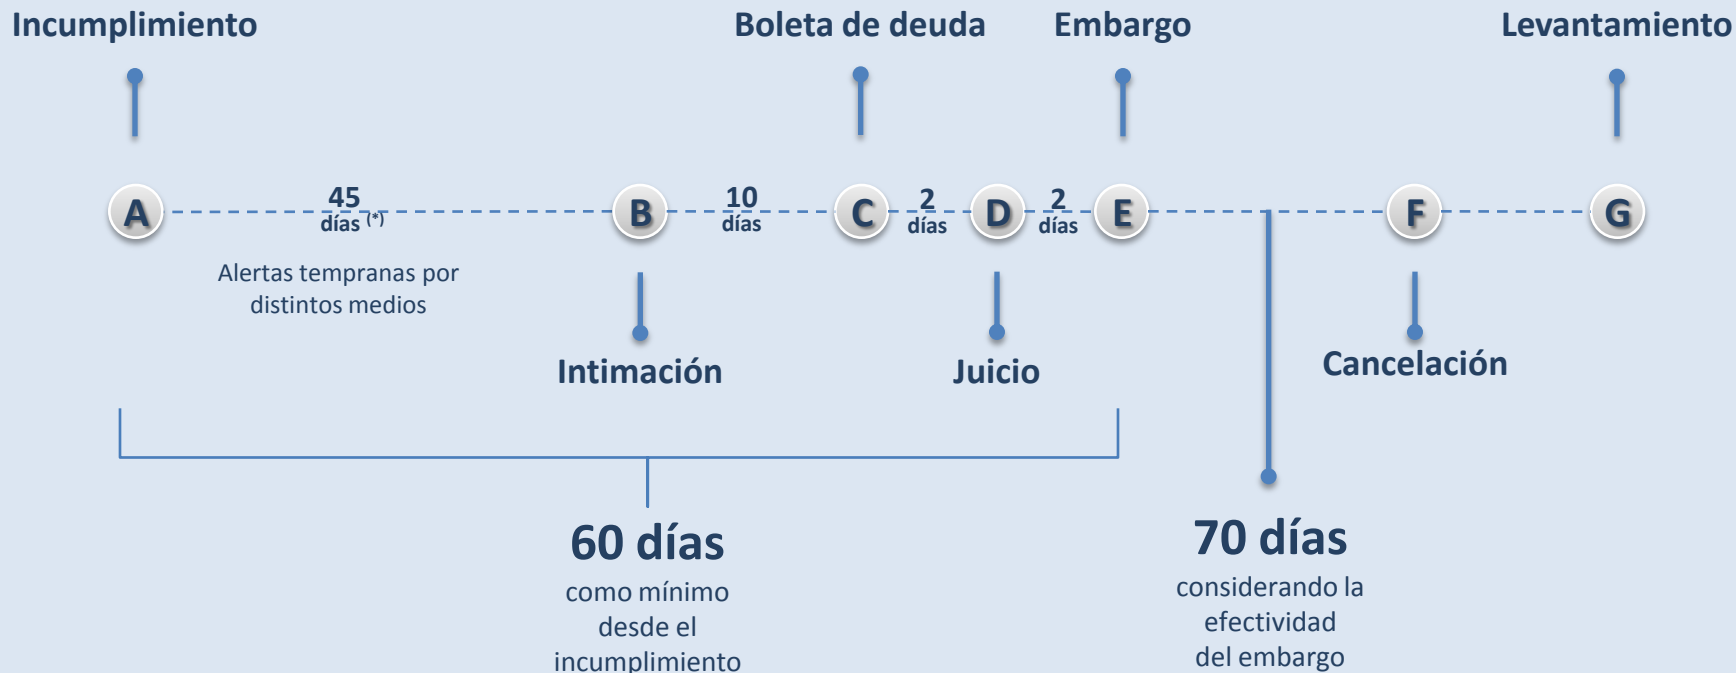 Incumplimiento
Boleta de deuda
Embargo
Levantamiento
A
45
días (*)
B
10
días
C
2
días
D
2
días
E
F
G
Alertas tempranas por
distintos medios
Intimación
Juicio
Cancelación
60 días
como mínimo
desde el
incumplimiento
70 días
considerando la
efectividad
del embargo